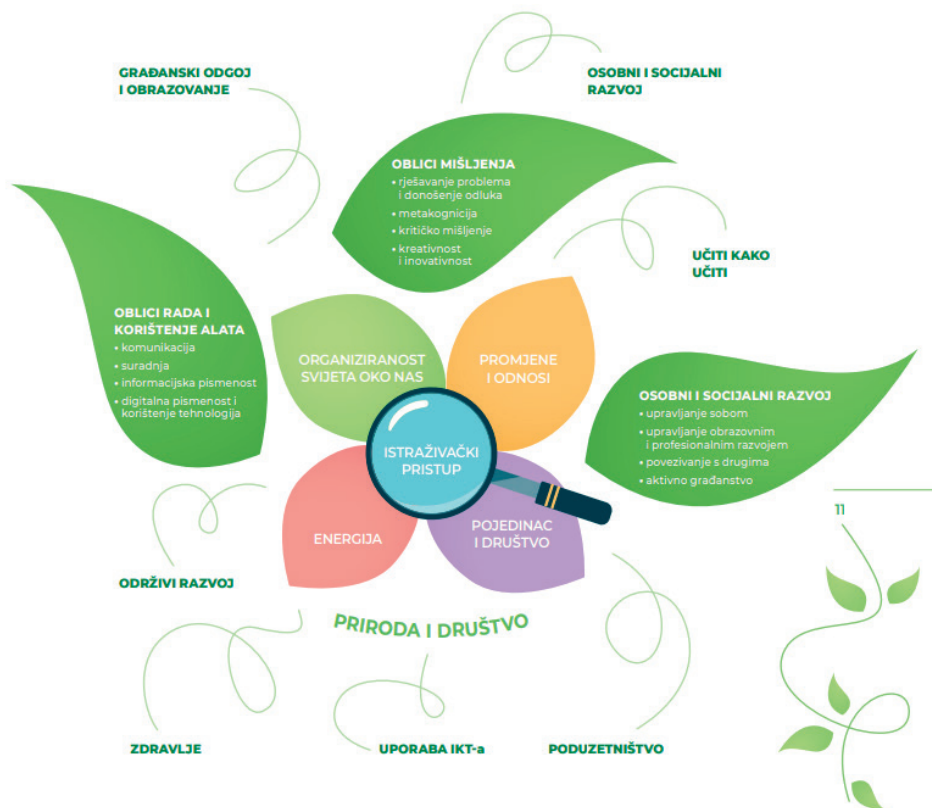 GRAĐANSKI ODGOJ
I OBRAZOVANJE
OSOBNI I SOCIJALNI
RAZVOJ
OBLICI MIŠLJENJA
• rješavanje problema
i donošenje odluka
• metakognicija
• kritičko mišljenje
• kreativnost
i inovativnost
UČITI KAKO
UČITI
OBLICI RADA I
KORIŠTENJE ALATA
• komunikacija
• suradnja
• informacijska pismenost
• digitalna pismenost i
korištenje tehnologija
ORGANIZIRANOST
SVIJETA OKO NAS
PROMJENE
I ODNOSI
OSOBNI I SOCIJALNI RAZVOJ
• upravljanje sobom
• upravljanje obrazovnim
i profesionalnim razvojem
• povezivanje s drugima
• aktivno građanstvo
ISTRAŽIVAČKI
PRISTUP
ENERGIJA
POJEDINAC
I DRUŠTVO
11
ODRŽIVI RAZVOJ
PRIRODA I DRUŠTVO
ZDRAVLJE
UPORABA IKT-a
PODUZETNIŠTVO